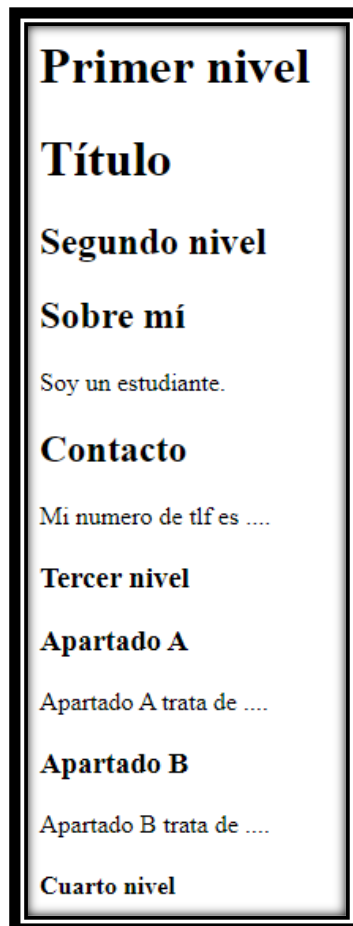 Primer nivel
Título
Segundo nivel
Sobre mí
Soy un estudiante.
Contacto
Mi numero de tlf es ....
Tercer nivel
Apartado A
Apartado A trata de ....
Apartado B
Apartado B trata de ....
Cuarto nivel